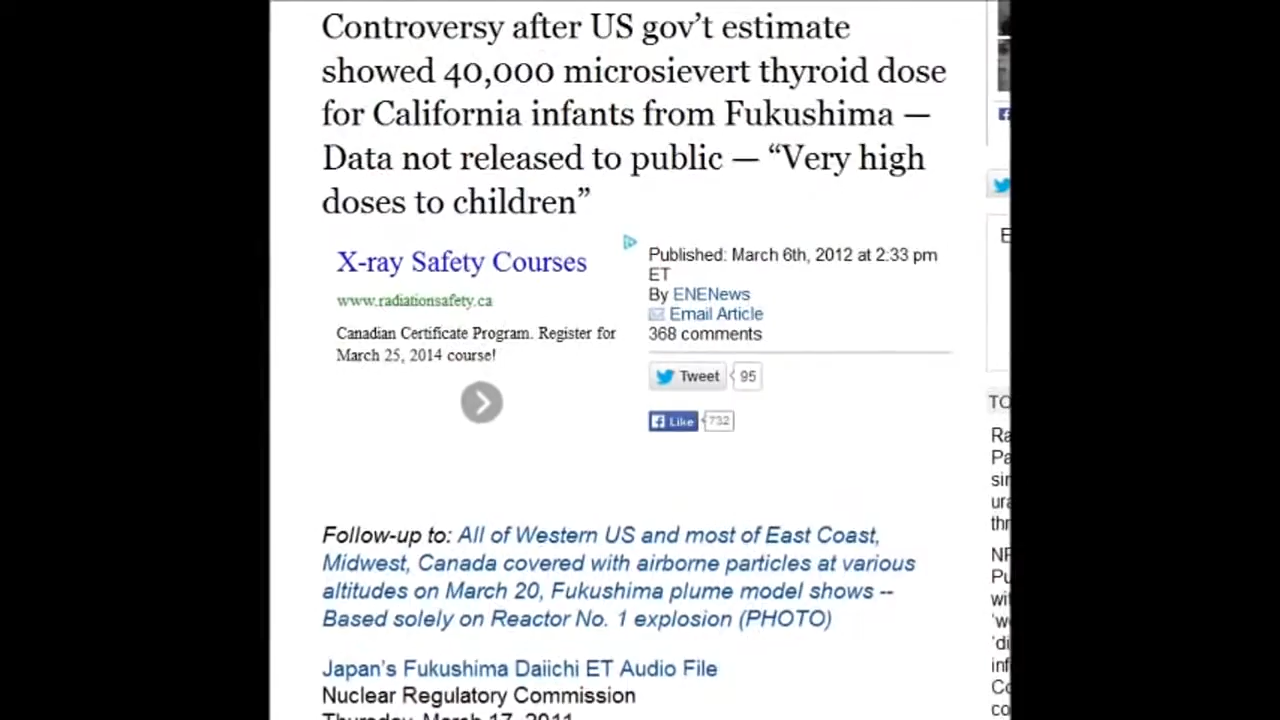 Controversy after US gov’t estimate
showed 40,000 microsievert thyroid dose
for California infants from Fukushima —
Data not released to public — “Very high
doses to children”
X-ray Safety Courses
www.radiationsafety.ca
Canadian Certificate Program. Register for
March 25, 2014 course!
Published: March 6th, 2012 at 2:33 pm
ET
By ENENews
Email Article
368 comments
Tweet 95
Like 732
Follow-up to: All of Western US and most of East Coast,
Midwest, Canada covered with airborne particles at various
altitudes on March 20, Fukushima plume model shows --
Based solely on Reactor No. 1 explosion (PHOTO)
Japan’s Fukushima Daiichi ET Audio File
Nuclear Regulatory Commission
Thursday, March 17, 2011